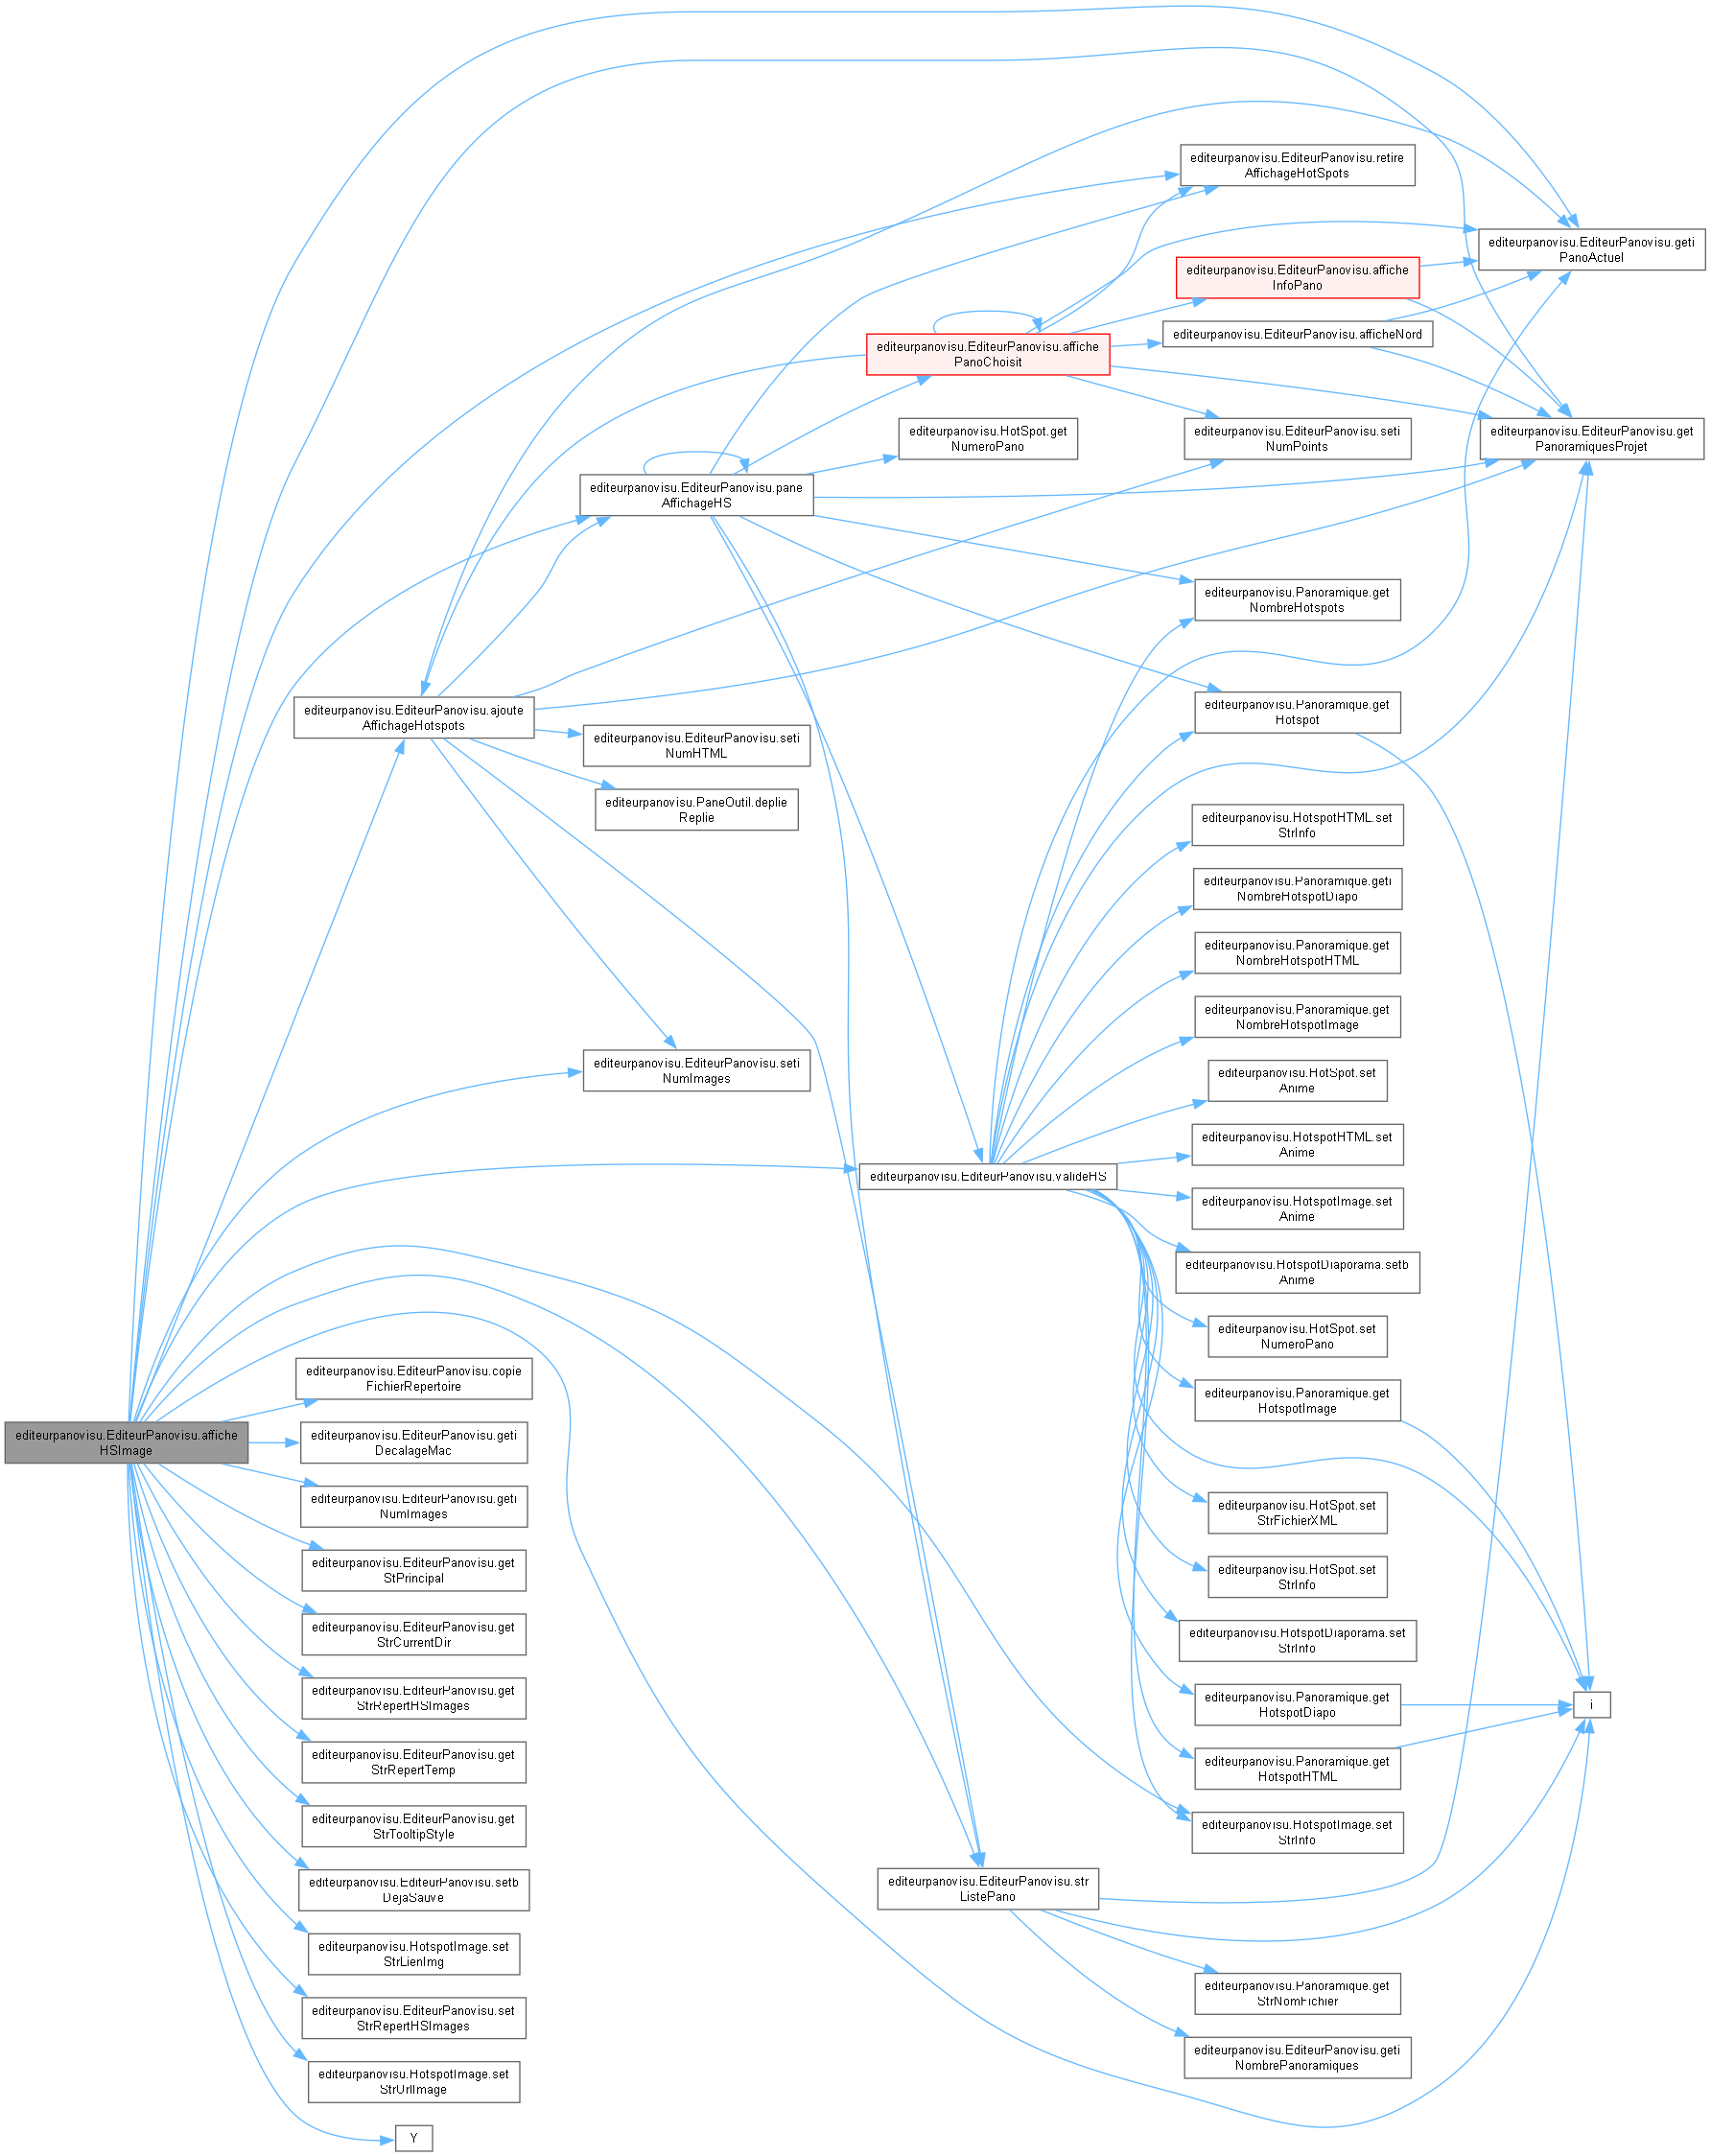 editeurpanovisu.EditeurPanovisu.retire
AffichageHotSpots
editeurpanovisu.EditeurPanovisu.geti
PanoActuel
editeurpanovisu.EditeurPanovisu.affiche
InfoPano
editeurpanovisu.EditeurPanovisu.afficheNord
editeurpanovisu.EditeurPanovisu.affiche
PanoChoisit
editeurpanovisu.HotSpot.get
NumeroPano
editeurpanovisu.EditeurPanovisu.seti
NumPoints
editeurpanovisu.EditeurPanovisu.get
PanoramiquesProjet
editeurpanovisu.EditeurPanovisu.pane
AffichageHS
editeurpanovisu.Panoramique.get
NombreHotspots
editeurpanovisu.EditeurPanovisu.ajoute
AffichageHotspots
editeurpanovisu.Panoramique.get
Hotspot
editeurpanovisu.EditeurPanovisu.seti
NumHTML
editeurpanovisu.PaneOutil.deplie
Replie
editeurpanovisu.HotspotHTML.set
StrInfo
editeurpanovisu.Panoramique.geti
NombreHotspotDiapo
editeurpanovisu.Panoramique.get
NombreHotspotHTML
editeurpanovisu.Panoramique.get
NombreHotspotImage
editeurpanovisu.EditeurPanovisu.seti
NumImages
editeurpanovisu.HotSpot.set
Anime
editeurpanovisu.HotspotHTML.set
Anime
editeurpanovisu.EditeurPanovisu.valideHS
editeurpanovisu.HotspotImage.set
Anime
editeurpanovisu.HotspotDiaporama.setb
Anime
editeurpanovisu.HotSpot.set
NumeroPano
editeurpanovisu.EditeurPanovisu.copie
FichierRepertoire
editeurpanovisu.Panoramique.get
HotspotImage
editeurpanovisu.EditeurPanovisu.affiche
HSImage
editeurpanovisu.EditeurPanovisu.geti
DecalageMac
editeurpanovisu.EditeurPanovisu.geti
NumImages
editeurpanovisu.HotSpot.set
StrFichierXML
editeurpanovisu.EditeurPanovisu.get
StPrincipal
editeurpanovisu.HotSpot.set
StrInfo
editeurpanovisu.EditeurPanovisu.get
StrCurrentDir
editeurpanovisu.HotspotDiaporama.set
StrInfo
editeurpanovisu.EditeurPanovisu.get
StrRepertHSImages
editeurpanovisu.Panoramique.get
HotspotDiapo
i
editeurpanovisu.EditeurPanovisu.get
StrRepertTemp
editeurpanovisu.Panoramique.get
HotspotHTML
editeurpanovisu.EditeurPanovisu.get
StrTooltipStyle
editeurpanovisu.HotspotImage.set
StrInfo
editeurpanovisu.EditeurPanovisu.setb
DejaSauve
editeurpanovisu.EditeurPanovisu.str
ListePano
editeurpanovisu.HotspotImage.set
StrLienImg
editeurpanovisu.Panoramique.get
StrNomFichier
editeurpanovisu.EditeurPanovisu.set
StrRepertHSImages
editeurpanovisu.EditeurPanovisu.geti
NombrePanoramiques
editeurpanovisu.HotspotImage.set
StrUrlImage
Y